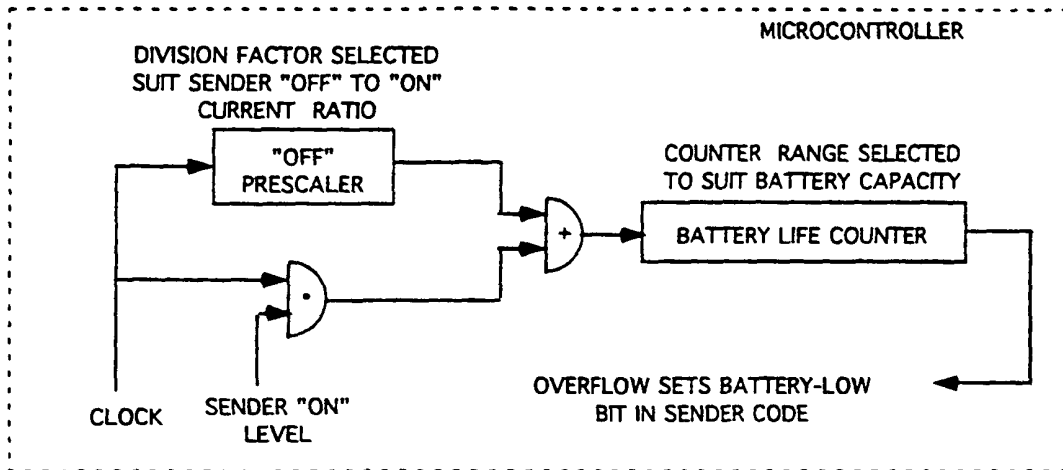 MICROCONTROLLER
DIVISION FACTOR SELECTED
SUIT SENDER "OFF" TO "ON"
CURRENT RATIO
"OFF"
PRESCALER
COUNTER RANGE SELECTED
TO SUIT BATTERY CAPACITY
+
BATTERY LIFE COUNTER
•
CLOCK
SENDER "ON"
LEVEL
OVERFLOW SETS BATTERY-LOW
BIT IN SENDER CODE